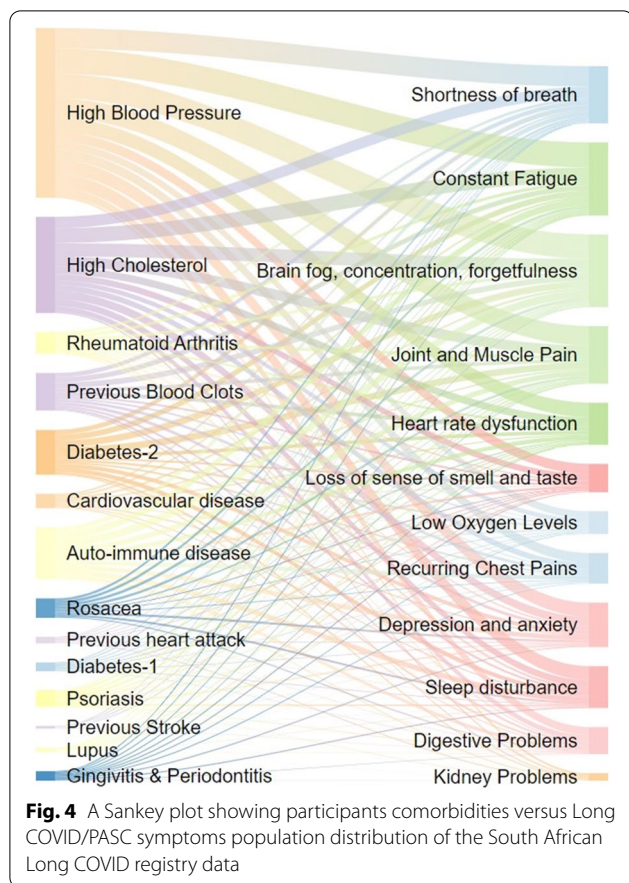 High Blood Pressure
High Cholesterol
Rheumatoid Arthritis
Previous Blood Clots
Diabetes-2
Cardiovascular disease
Auto-immune disease
Rosacea
Previous heart attack
Diabetes-1
Psoriasis
Previous Stroke
Lupus
Gingivitis & Periodontitis
Shortness of breath
Constant Fatigue
Brain fog, concentration, forgetfulness
Joint and Muscle Pain
Heart rate dysfunction
Loss of sense of smell and taste
Low Oxygen Levels
Recurring Chest Pains
Depression and anxiety
Sleep disturbance
Digestive Problems
Kidney Problems
Fig. 4 A Sankey plot showing participants comorbidities versus Long
COVID/PASC symptoms population distribution of the South African
Long COVID registry data